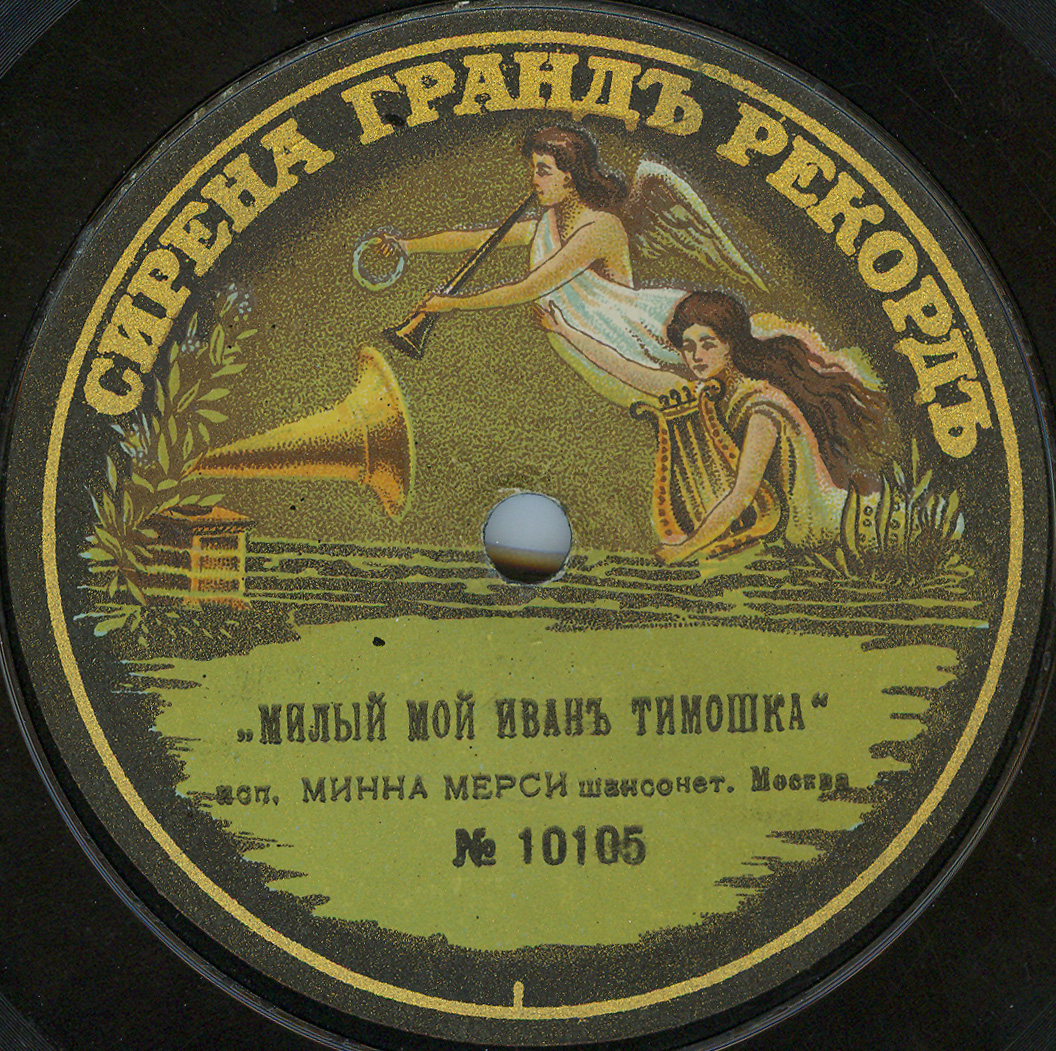 СИРЕНА ГРАНДЪ РЕКОРДЪ
„МИЛЫЙ МОЙ ИВАНЪ ТИМОШКА“
исп. МИННА МЕРСИ шансонет. Москва
№ 10105